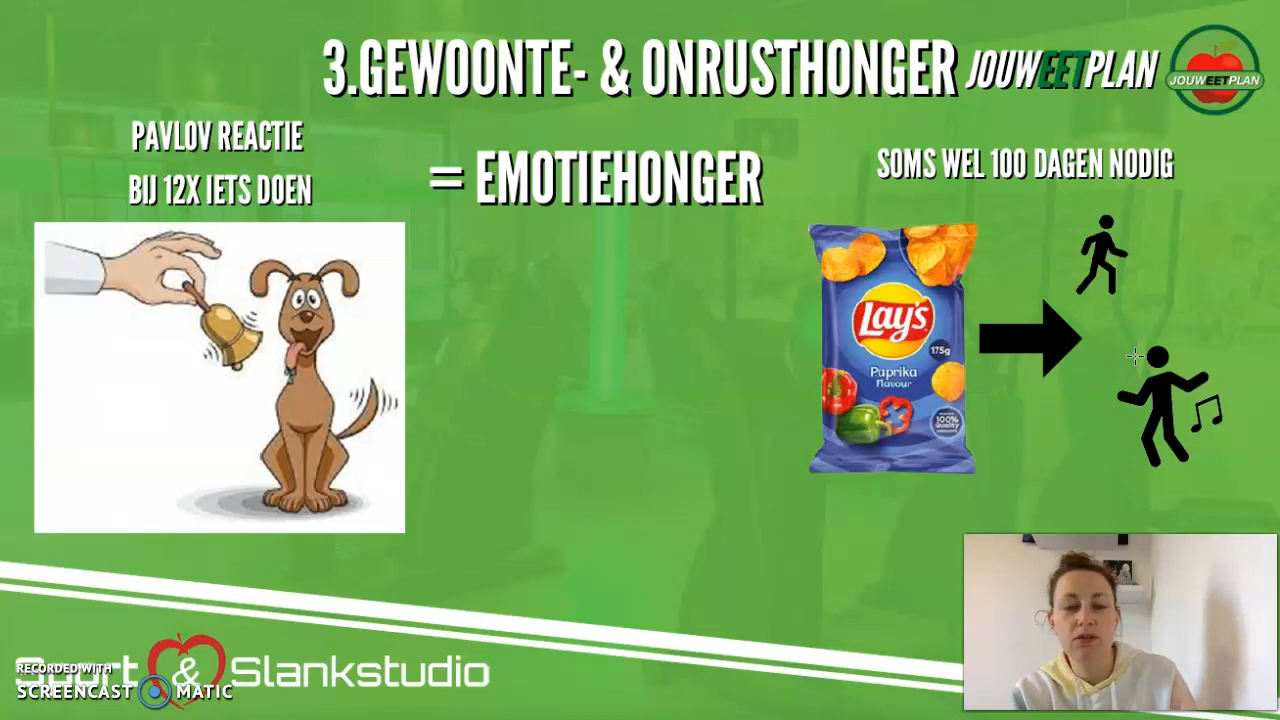 3.GEWOONTE- & ONRUSTHONGER
JOUWEETPLAN
JOUWEETPLAN
PAVLOV REACTIE
BIJ 12X IETS DOEN
= EMOTIEHONGER
SOMS WEL 100 DAGEN NODIG
Lay's
175g
Paprika
Flavour
100%
Quality
Sport & Slankstudio
RECORDED WITH
SCREENCAST MATIC